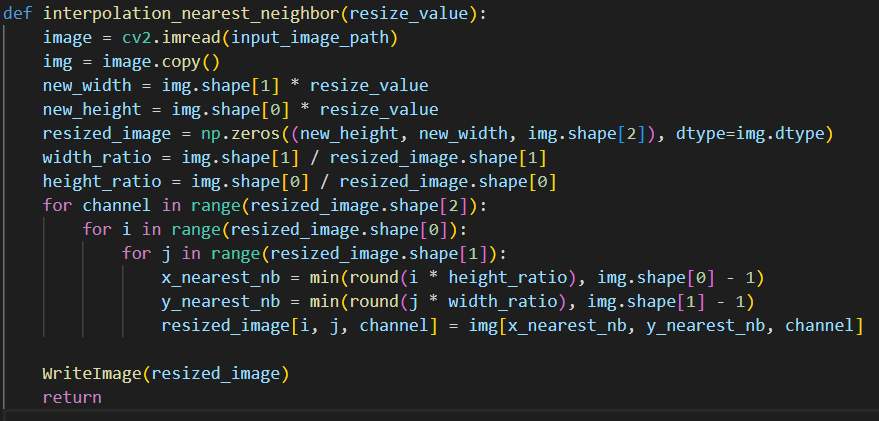 def interpolation_nearest_neighbor(resize_value):
    image = cv2.imread(input_image_path)
    img = image.copy()
    new_width = img.shape[1] * resize_value
    new_height = img.shape[0] * resize_value
    resized_image = np.zeros((new_height, new_width, img.shape[2]), dtype=img.dtype)
    width_ratio = img.shape[1] / resized_image.shape[1]
    height_ratio = img.shape[0] / resized_image.shape[0]
    for channel in range(resized_image.shape[2]):
        for i in range(resized_image.shape[0]):
            for j in range(resized_image.shape[1]):
                x_nearest_nb = min(round(i * height_ratio), img.shape[0] - 1)
                y_nearest_nb = min(round(j * width_ratio), img.shape[1] - 1)
                resized_image[i, j, channel] = img[x_nearest_nb, y_nearest_nb, channel]

    WriteImage(resized_image)
    return